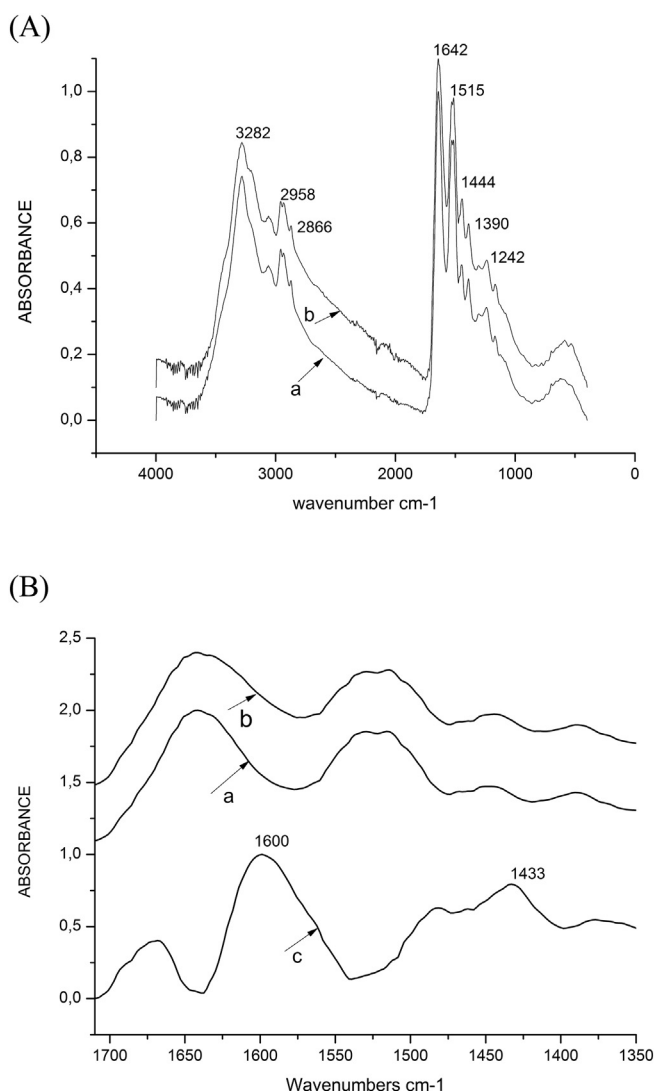 (A)
1642
1,0
1515
3282
0,8
2958
1444
0,6
2866
1390
1242
ABSORBANCE
0,4
b
0,2
a
0,0
4000 3000 2000 1000 0
wavenumber cm-1
(B)
2,5
2,0
b
1,5
a
ABSORBANCE
1600
1,0
1433
0,5
c
0,0
1700 1650 1600 1550 1500 1450 1400 1350
Wavenumbers cm-1